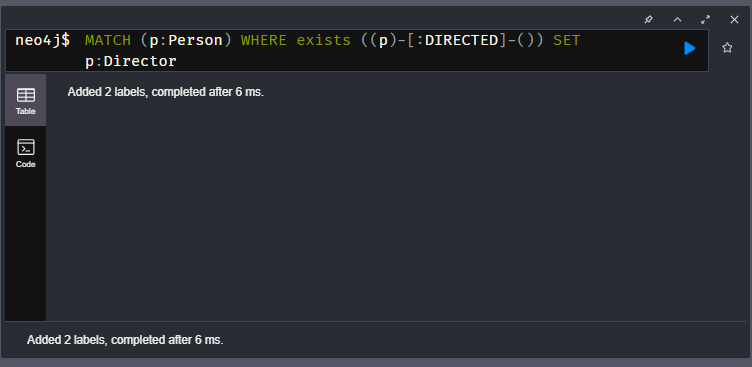 neo4j$ MATCH (p:Person) WHERE exists ((p)-[:DIRECTED]-()) SET
p:Director
Table
Added 2 labels, completed after 6 ms.
Code
Added 2 labels, completed after 6 ms.